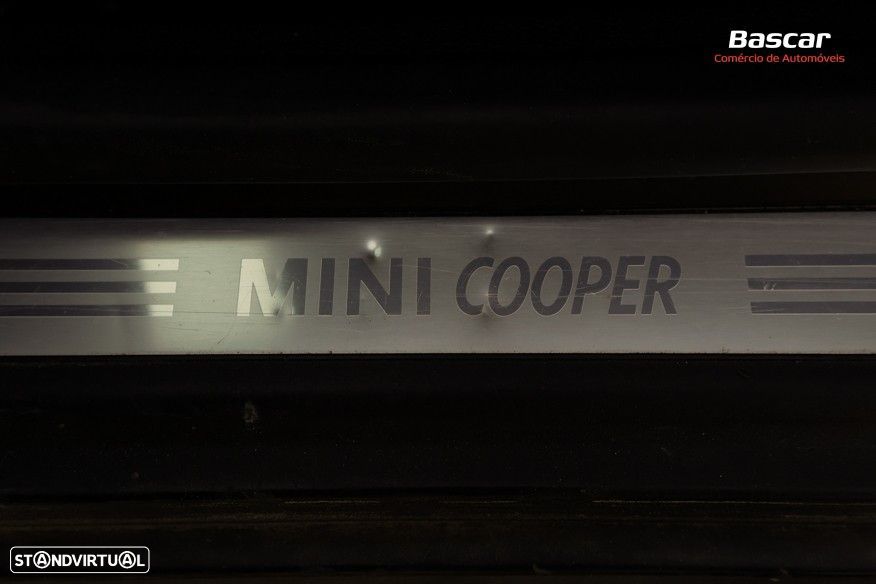 Bascar
Comércio de Automóveis
MINI COOPER
STANDVIRTUAL